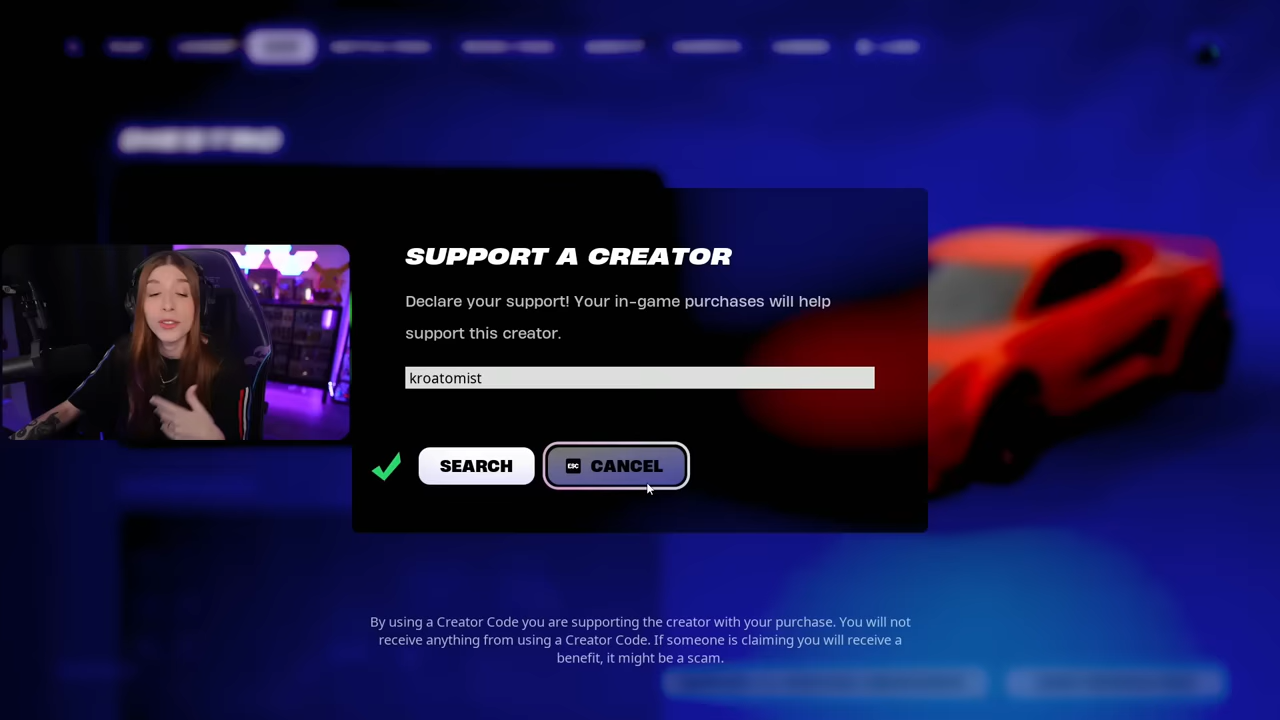 SUPPORT A CREATOR
Declare your support! Your in-game purchases will help
support this creator.
kroatomist
SEARCH
ESC CANCEL
By using a Creator Code you are supporting the creator with your purchase. You will not
receive anything from using a Creator Code. If someone is claiming you will receive a
benefit, it might be a scam.